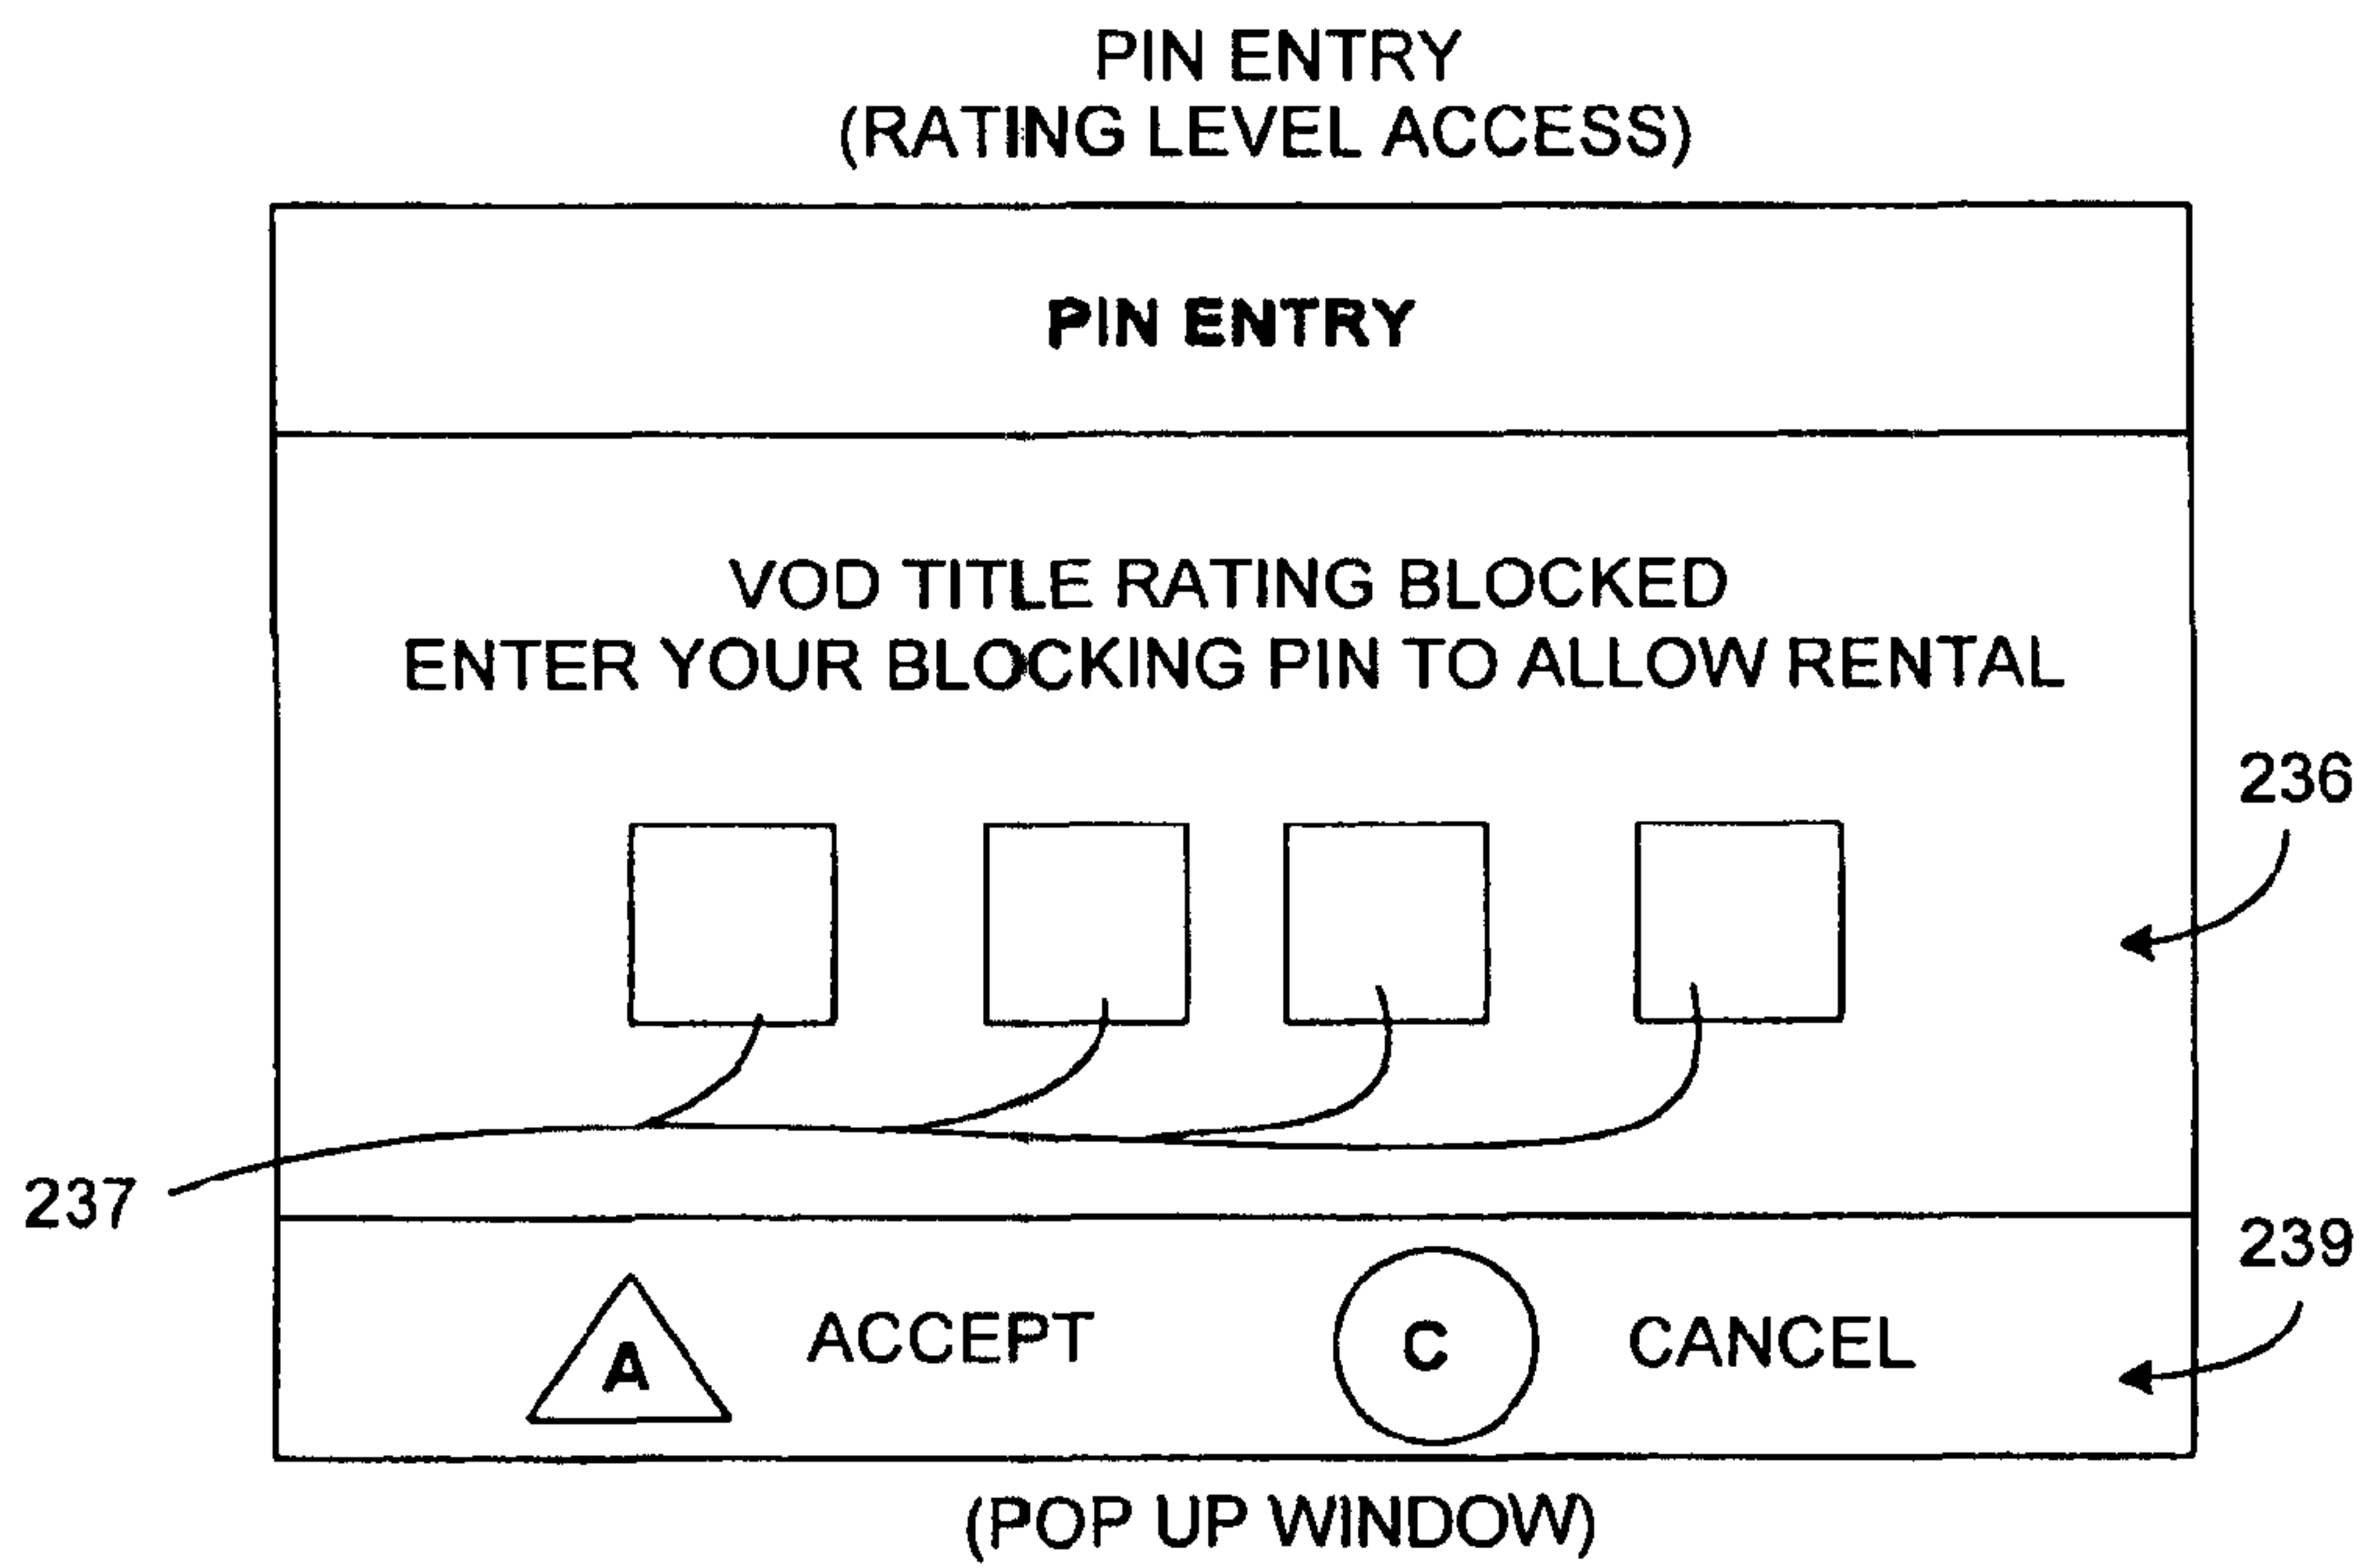 PIN ENTRY
(RATING LEVEL ACCESS)
PIN ENTRY
VOD TITLE RATING BLOCKED
ENTER YOUR BLOCKING PIN TO ALLOW RENTAL
236
237
239
A ACCEPT C CANCEL
(POP UP WINDOW)